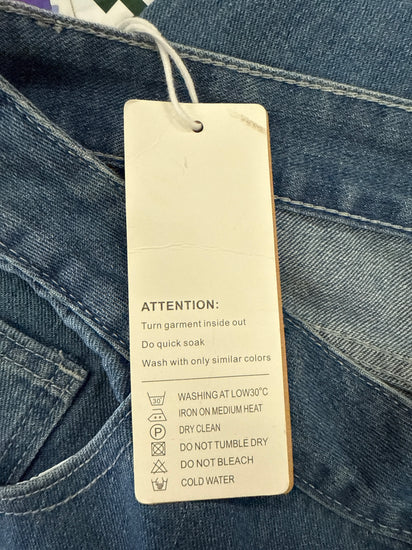 ATTENTION:
Turn garment inside out
Do quick soak
Wash with only similar colors
30
WASHING AT LOW30°C
IRON ON MEDIUM HEAT
P
DRY CLEAN
DO NOT TUMBLE DRY
DO NOT BLEACH
COLD WATER